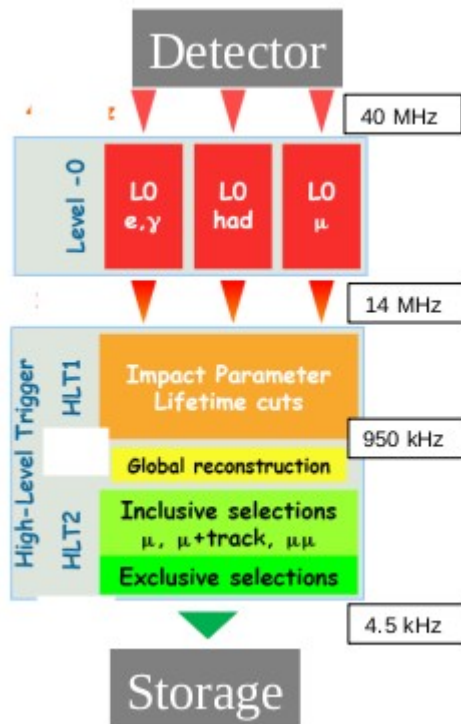 Detector
40 MHz
Level -0
L0
e,γ
L0
had
L0
μ
14 MHz
High-Level Trigger
HLT1
Impact Parameter
Lifetime cuts
950 kHz
Global reconstruction
HLT2
Inclusive selections
μ, μ+track, μμ
Exclusive selections
4.5 kHz
Storage